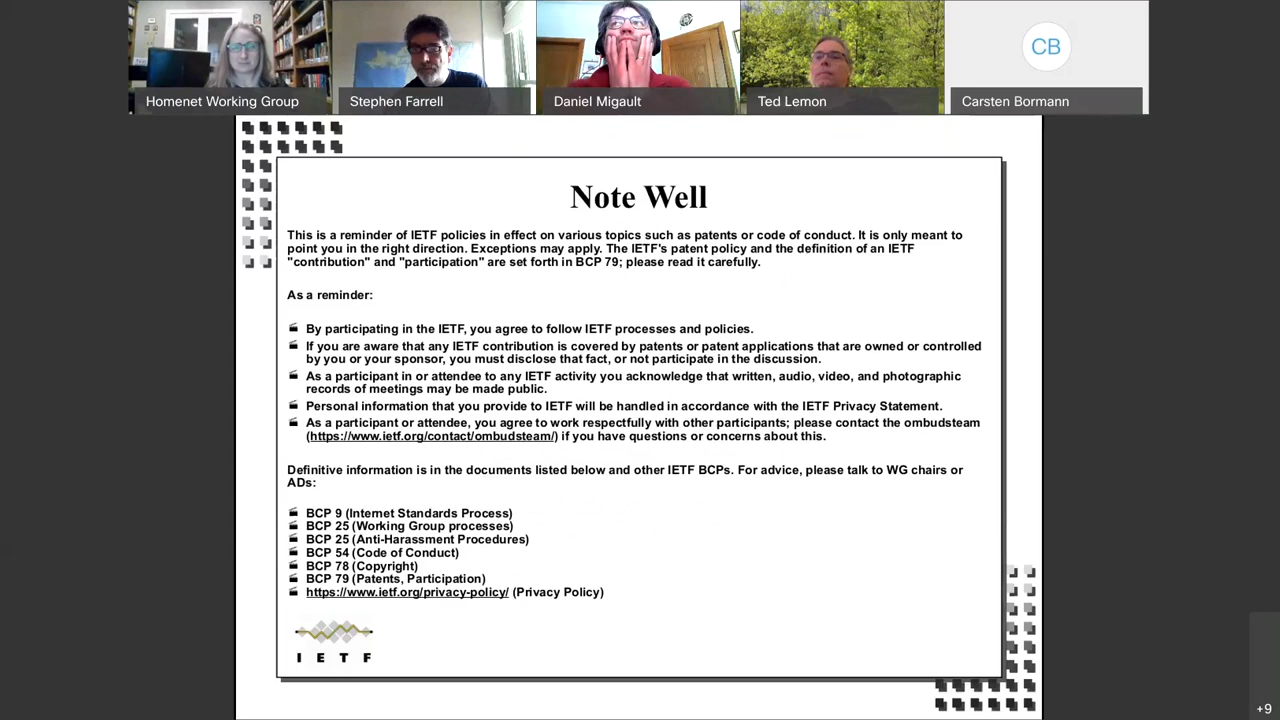 Homenet Working Group
Stephen Farrell
Daniel Migault
Ted Lemon
CB
Carsten Bormann
Note Well
This is a reminder of IETF policies in effect on various topics such as patents or code of conduct. It is only meant to
point you in the right direction. Exceptions may apply. The IETF's patent policy and the definition of an IETF
"contribution" and "participation" are set forth in BCP 79; please read it carefully.
As a reminder:
By participating in the IETF, you agree to follow IETF processes and policies.
If you are aware that any IETF contribution is covered by patents or patent applications that are owned or controlled
by you or your sponsor, you must disclose that fact, or not participate in the discussion.
As a participant in or attendee to any IETF activity you acknowledge that written, audio, video, and photographic
records of meetings may be made public.
Personal information that you provide to IETF will be handled in accordance with the IETF Privacy Statement.
As a participant or attendee, you agree to work respectfully with other participants; please contact the ombudsteam
(https://www.ietf.org/contact/ombudsteam/) if you have questions or concerns about this.
Definitive information is in the documents listed below and other IETF BCPs. For advice, please talk to WG chairs or
ADs:
BCP 9 (Internet Standards Process)
BCP 25 (Working Group processes)
BCP 25 (Anti-Harassment Procedures)
BCP 54 (Code of Conduct)
BCP 78 (Copyright)
BCP 79 (Patents, Participation)
https://www.ietf.org/privacy-policy/ (Privacy Policy)
I E T F
+9